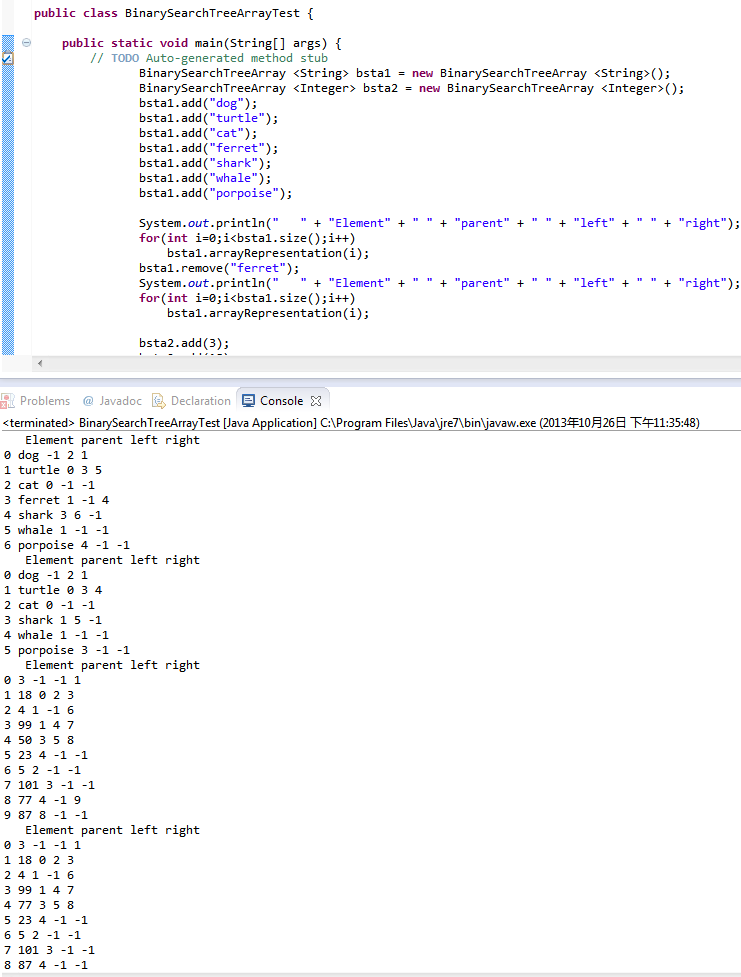 public class BinarySearchTreeArrayTest {
public static void main(String[] args) {
// TODO Auto-generated method stub
BinarySearchTreeArray <String> bsta1 = new BinarySearchTreeArray <String>();
BinarySearchTreeArray <Integer> bsta2 = new BinarySearchTreeArray <Integer>();
bsta1.add("dog");
bsta1.add("turtle");
bsta1.add("cat");
bsta1.add("ferret");
bsta1.add("shark");
bsta1.add("whale");
bsta1.add("porpoise");
System.out.println("   " + "Element" + " " + "parent" + " " + "left" + " " + "right");
for(int i=0;i<bsta1.size();i++)
bsta1.arrayRepresentation(i);
bsta1.remove("ferret");
System.out.println("   " + "Element" + " " + "parent" + " " + "left" + " " + "right");
for(int i=0;i<bsta1.size();i++)
bsta1.arrayRepresentation(i);
bsta2.add(3);
Problems @ Javadoc Declaration Console
<terminated> BinarySearchTreeArrayTest [Java Application] C:\Program Files\Java\jre7\bin\javaw.exe (2013年10月26日 下午11:35:48)
Element parent left right
0 dog -1 2 1
1 turtle 0 3 5
2 cat 0 -1 -1
3 ferret 1 -1 4
4 shark 3 6 -1
5 whale 1 -1 -1
6 porpoise 4 -1 -1
Element parent left right
0 dog -1 2 1
1 turtle 0 3 4
2 cat 0 -1 -1
3 shark 1 5 -1
4 whale 1 -1 -1
5 porpoise 3 -1 -1
Element parent left right
0 3 -1 -1 1
1 18 0 2 3
2 4 1 -1 6
3 99 1 4 7
4 50 3 5 8
5 23 4 -1 -1
6 5 2 -1 -1
7 101 3 -1 -1
8 77 4 -1 9
9 87 8 -1 -1
Element parent left right
0 3 -1 -1 1
1 18 0 2 3
2 4 1 -1 6
3 99 1 4 7
4 77 3 5 8
5 23 4 -1 -1
6 5 2 -1 -1
7 101 3 -1 -1
8 87 4 -1 -1